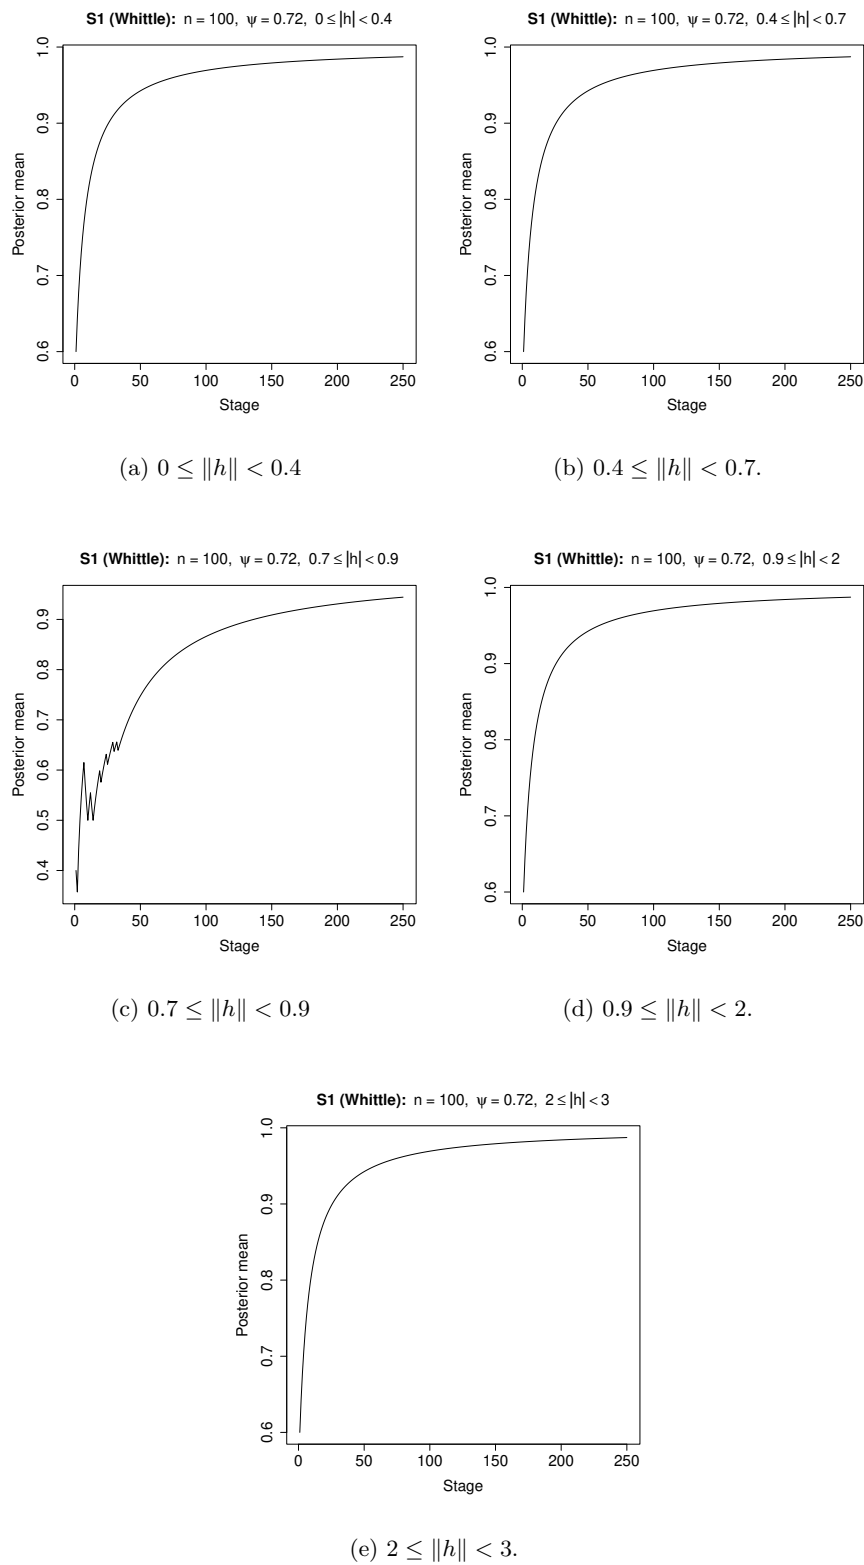 S1 (Whittle): n = 100, ψ = 0.72, 0 ≤ |h| < 0.4
S1 (Whittle): n = 100, ψ = 0.72, 0.4 ≤ |h| < 0.7
Posterior mean
1.0
0.9
0.8
0.7
0.6
0 50 100 150 200 250
Stage
Posterior mean
1.0
0.9
0.8
0.7
0.6
0 50 100 150 200 250
Stage
(a) 0 ≤ ‖h‖ < 0.4
(b) 0.4 ≤ ‖h‖ < 0.7.
S1 (Whittle): n = 100, ψ = 0.72, 0.7 ≤ |h| < 0.9
S1 (Whittle): n = 100, ψ = 0.72, 0.9 ≤ |h| < 2
Posterior mean
0.9
0.8
0.7
0.6
0.5
0.4
0 50 100 150 200 250
Stage
Posterior mean
1.0
0.9
0.8
0.7
0.6
0 50 100 150 200 250
Stage
(c) 0.7 ≤ ‖h‖ < 0.9
(d) 0.9 ≤ ‖h‖ < 2.
S1 (Whittle): n = 100, ψ = 0.72, 2 ≤ |h| < 3
Posterior mean
1.0
0.9
0.8
0.7
0.6
0 50 100 150 200 250
Stage
(e) 2 ≤ ‖h‖ < 3.